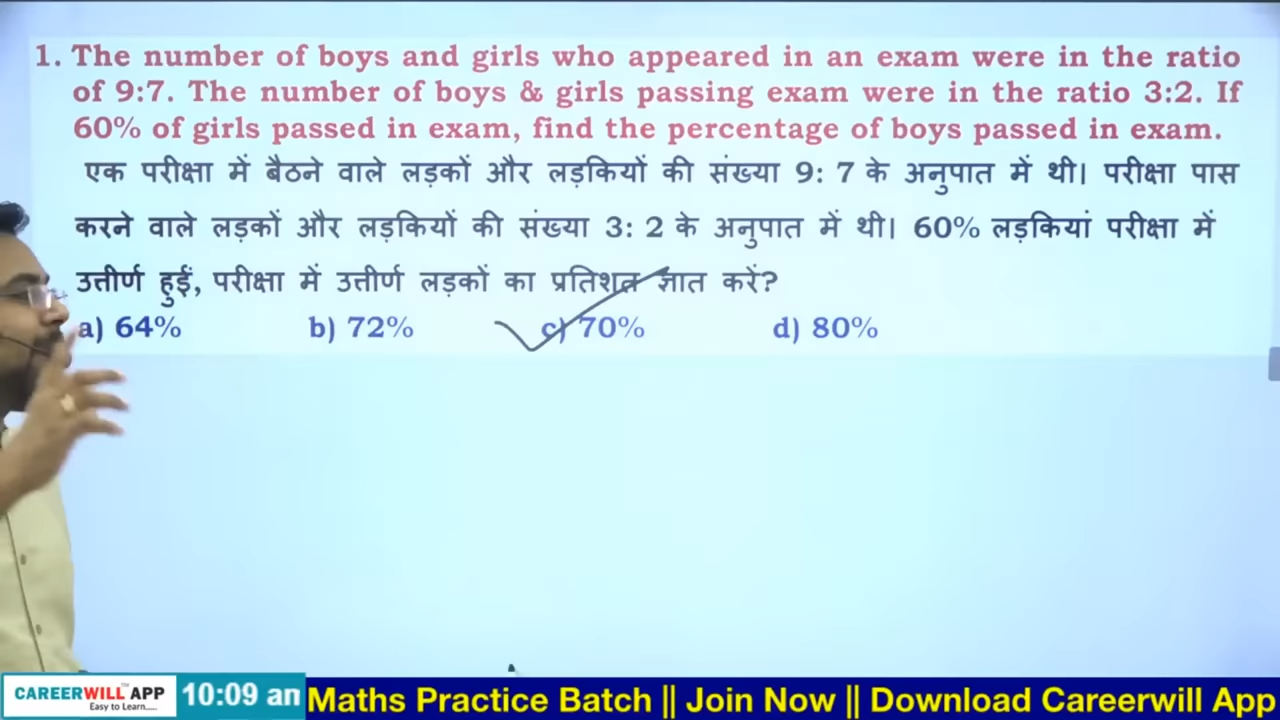 1. The number of boys and girls who appeared in an exam were in the ratio
of 9:7. The number of boys & girls passing exam were in the ratio 3:2. If
60% of girls passed in exam, find the percentage of boys passed in exam.
एक परीक्षा में बैठने वाले लड़कों और लड़कियों की संख्या 9: 7 के अनुपात में थी। परीक्षा पास
करने वाले लड़कों और लड़कियों की संख्या 3: 2 के अनुपात में थी। 60% लड़कियां परीक्षा में
उत्तीर्ण हुईं, परीक्षा में उत्तीर्ण लड़कों का प्रतिशत ज्ञात करें?
a) 64% b) 72% c) 70% d) 80%
CAREERWILL APP
Easy to Learn.....
10:09 am
Maths Practice Batch || Join Now || Download Careerwill App